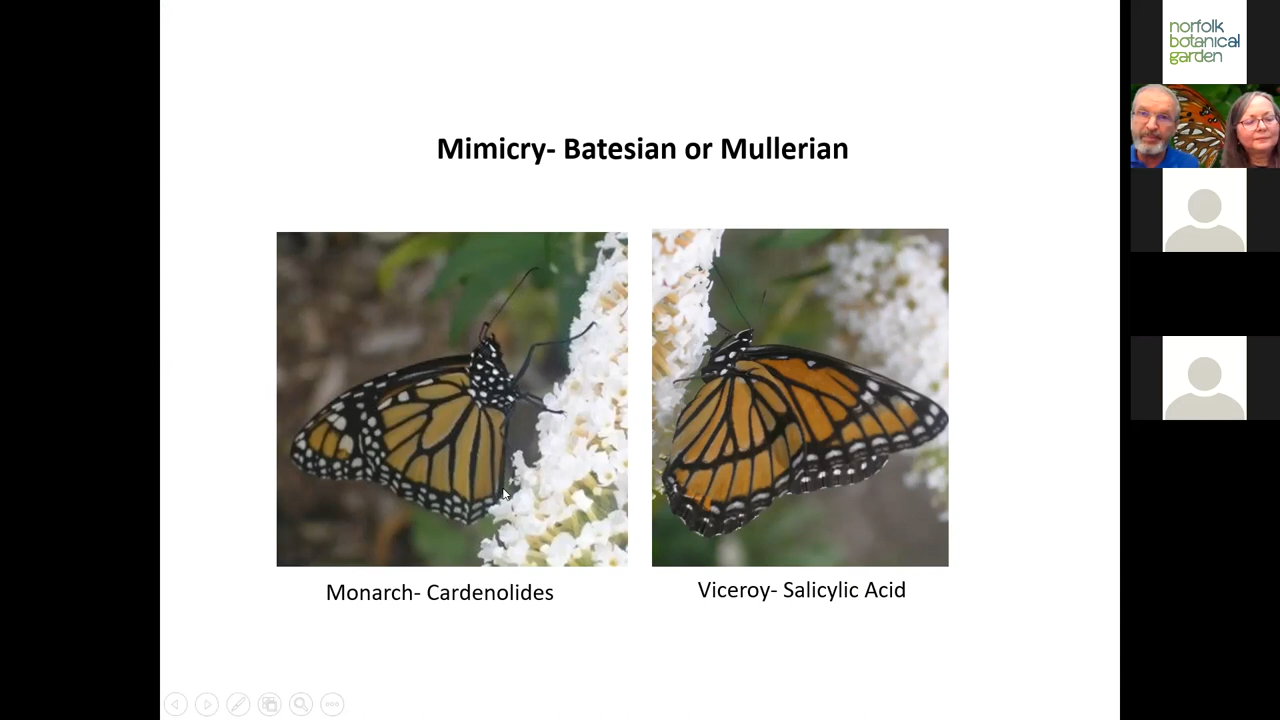 Mimicry- Batesian or Mullerian
Monarch- Cardenolides
Viceroy- Salicylic Acid
norfolk
botanical
garden